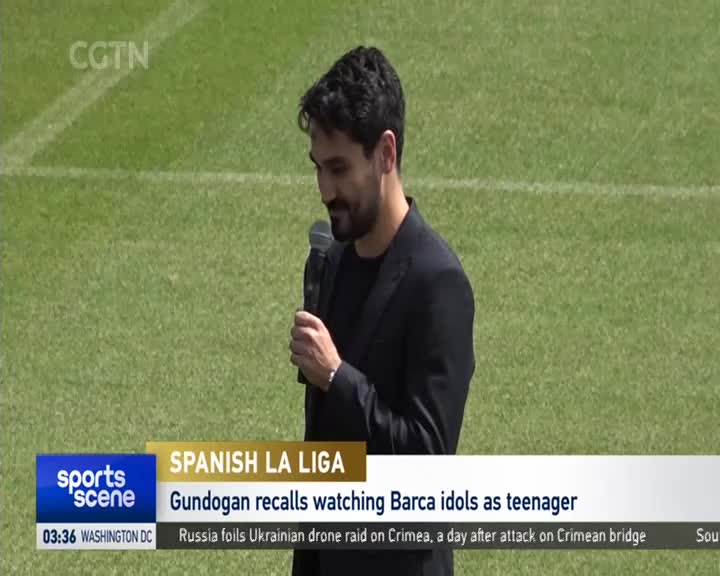 CGTN
SPANISH LA LIGA
sports
scene
Gundogan recalls watching Barca idols as teenager
03:36 WASHINGTON DC
Russia foils Ukrainian drone raid on Crimea, a day after attack on Crimean bridge
Sou